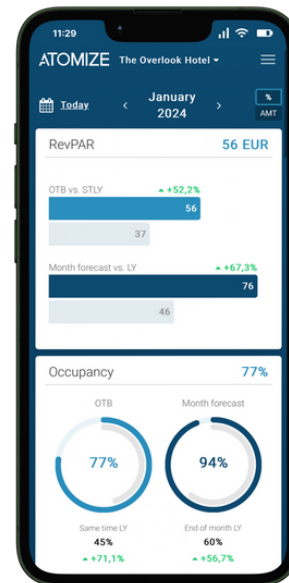 11:29
ATOMIZE The Overlook Hotel
Today
January
2024
%
AMT
RevPAR 56 EUR
OTB vs. STLY +52,2%
56
37
Month forecast vs. LY +67,3%
76
46
Occupancy 77%
OTB Month forecast
77% 94%
Same time LY End of month LY
45% 60%
+71,1% +56,7%